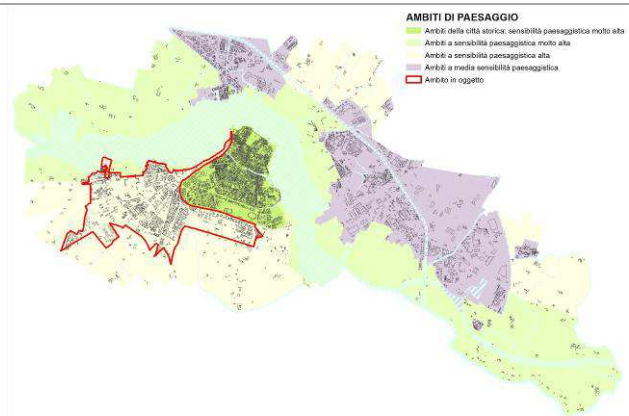 AMBITI DI PAESAGGIO
Ambiti della città storica: sensibilità paesaggistica molto alta
Ambiti a sensibilità paesaggistica molto alta
Ambiti a sensibilità paesaggistica alta
Ambiti a media sensibilità paesaggistica
Ambito in oggetto